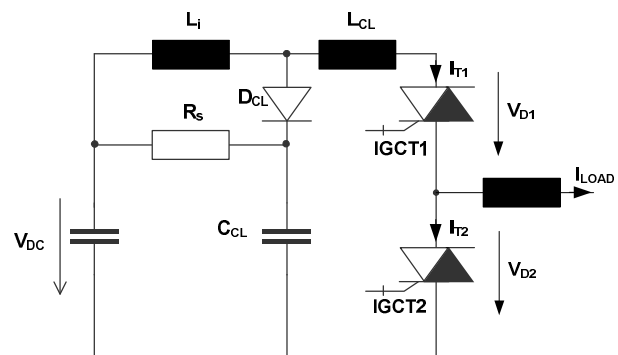 Li
LCL
IT1
DCL
VD1
Rs
IGCT1
ILOAD
IT2
CCL
VDC
VD2
IGCT2